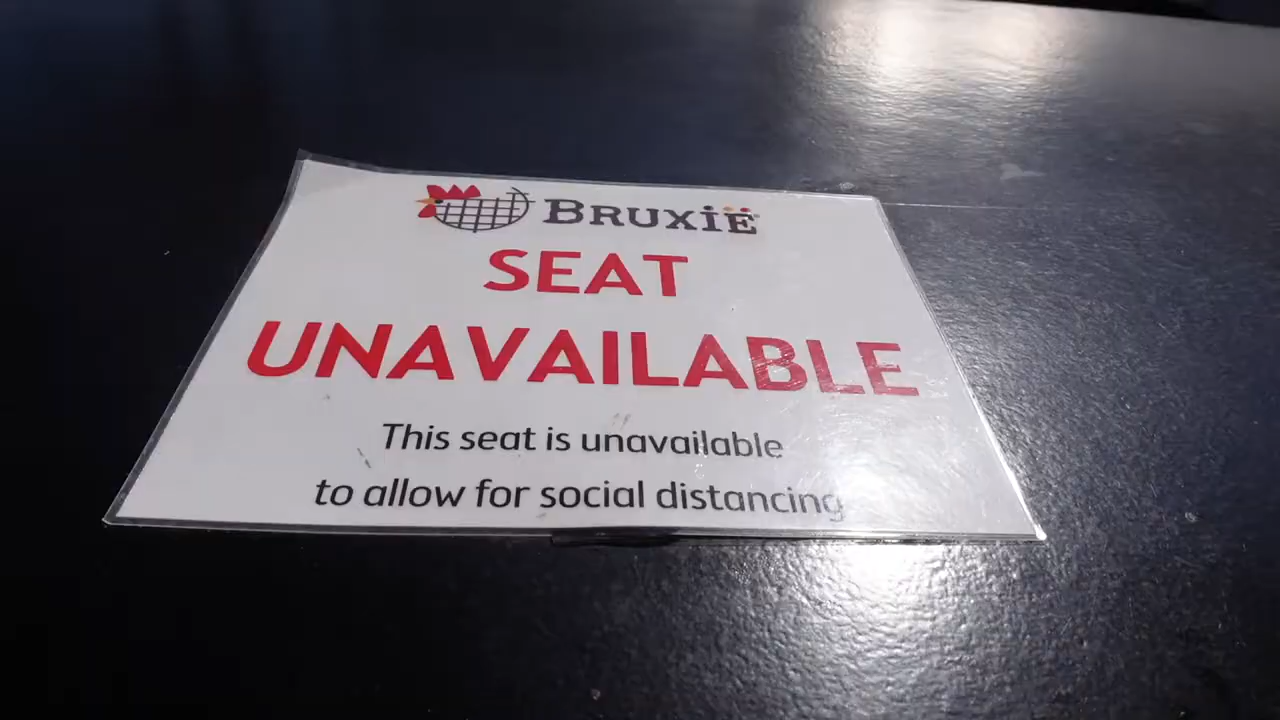 BRUXIE
SEAT
UNAVAILABLE
This seat is unavailable
to allow for social distancing